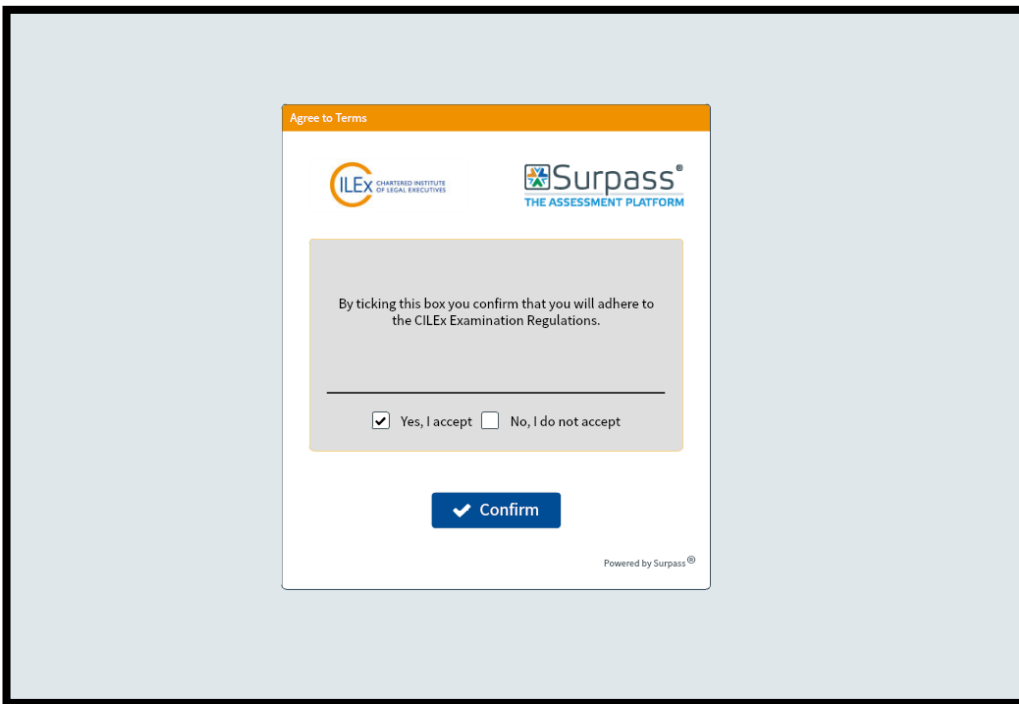 Agree to Terms
CILEx CHARTERED INSTITUTE
OF LEGAL EXECUTIVES
Surpass®
THE ASSESSMENT PLATFORM
By ticking this box you confirm that you will adhere to
the CILEx Examination Regulations.
Yes, I accept No, I do not accept
Confirm
Powered by Surpass®